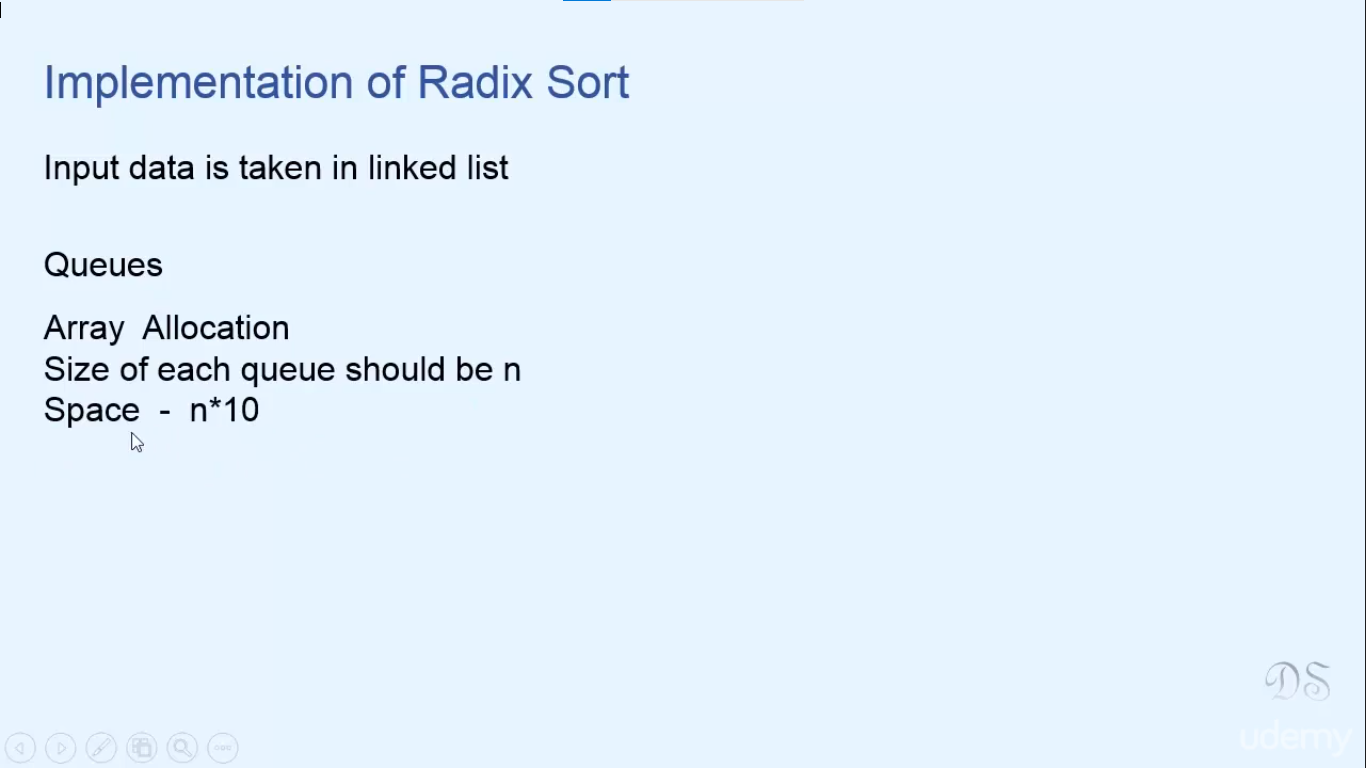 Implementation of Radix Sort
Input data is taken in linked list
Queues
Array Allocation
Size of each queue should be n
Space - n*10
DS
udemy